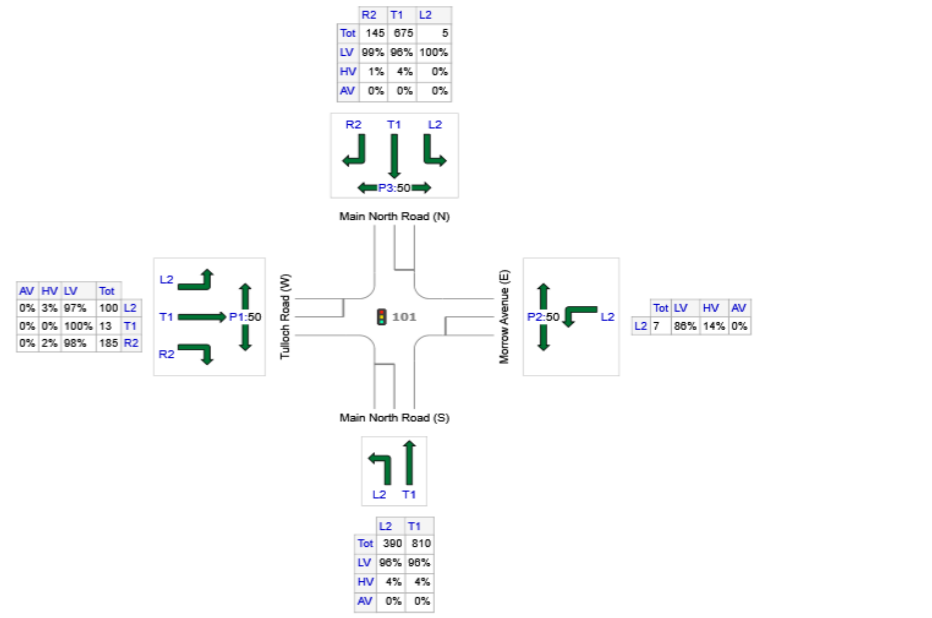 R2 T1 L2
Tot 145 675 5
LV 99% 96% 100%
HV 1% 4% 0%
AV 0% 0% 0%
R2 T1 L2
P3:50
Main North Road (N)
AV HV LV Tot
0% 3% 97% 100 L2
0% 0% 100% 13 T1
0% 2% 98% 185 R2
L2
T1
R2
P1:50
Tulloch Road (W)
101
Morrow Avenue (E)
P2:50
L2
Tot LV HV AV
L2 7 86% 14% 0%
Main North Road (S)
L2 T1
L2 T1
Tot 390 810
LV 96% 96%
HV 4% 4%
AV 0% 0%